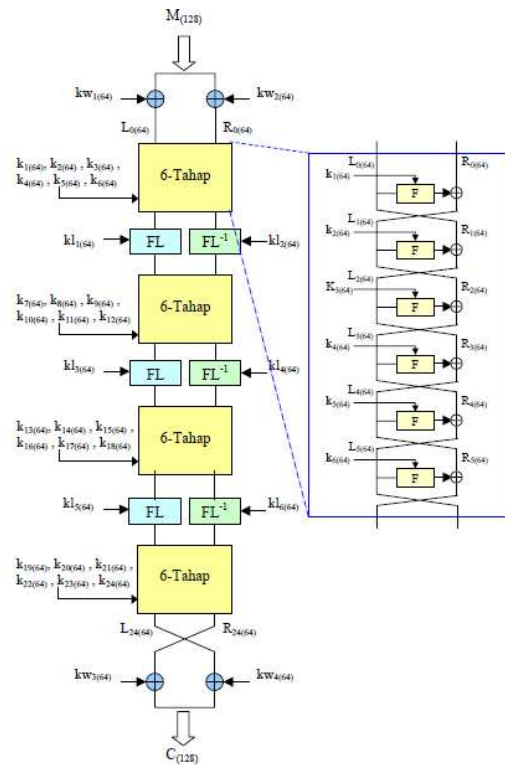 M(128)
kw1(64)
kw2(64)
L0(64)
R0(64)
k1(64), k2(64), k3(64) ,
k4(64), k5(64) , k6(64)
6-Tahap
kl1(64)
FL
FL-1
kl2(64)
k7(64), k8(64) , k9(64),
k10(64) , k11(64) , k12(64)
6-Tahap
kl3(64)
FL
FL-1
kl4(64)
k13(64), k14(64) , k15(64)
k16(64) , k17(64) , k18(64)
6-Tahap
kl5(64)
FL
FL-1
kl6(64)
k19(64), k20(64) , k21(64) ,
k22(64) , k23(64) , k24(64)
6-Tahap
L24(64)
R24(64)
kw3(64)
kw4(64)
C(128)
L0(64)
R0(64)
k1(64)
F
L1(64)
R1(64)
k2(64)
F
L2(64)
R2(64)
K3(64)
F
L3(64)
R3(64)
k4(64)
F
L4(64)
R4(64)
k5(64)
F
L5(64)
R5(64)
k6(64)
F